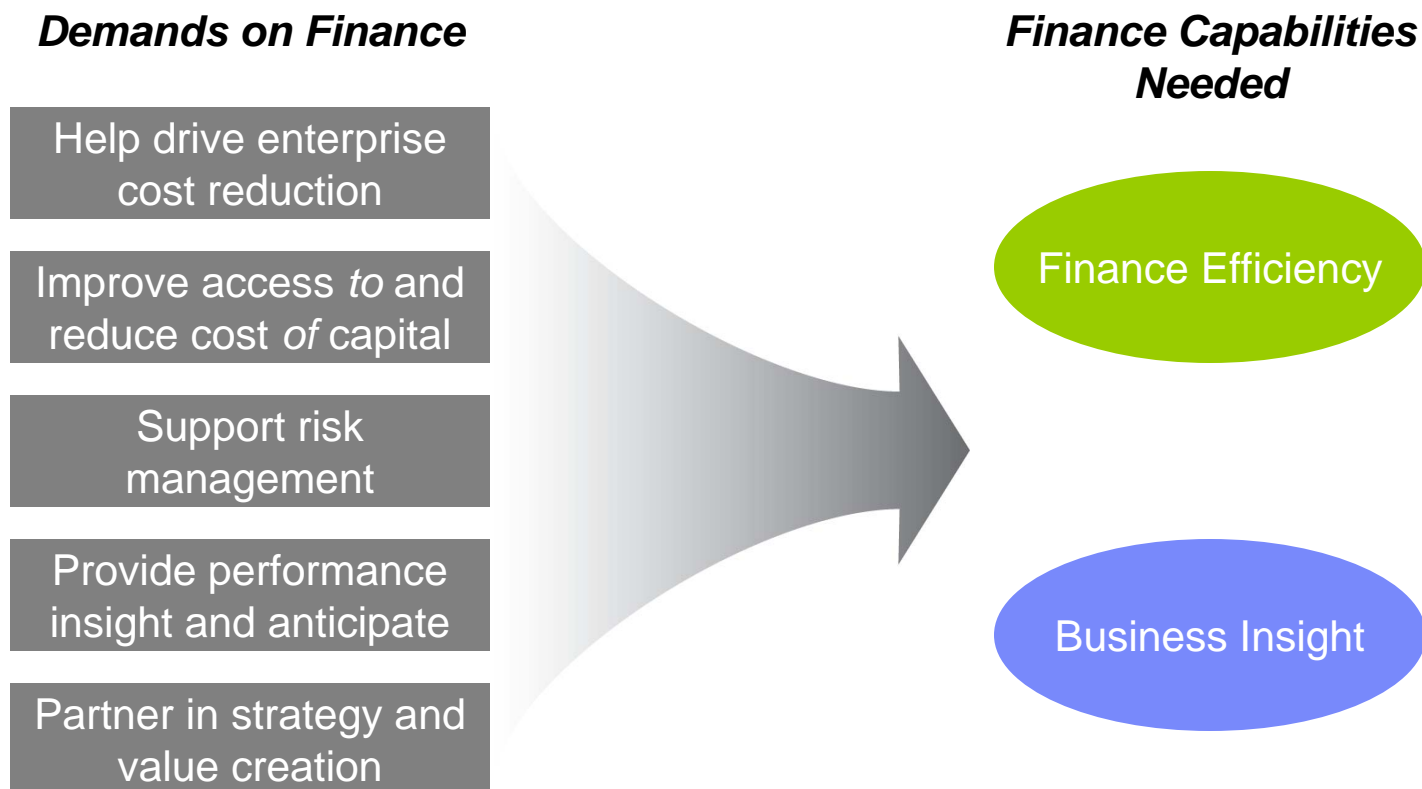 Demands on Finance
Help drive enterprise
cost reduction
Improve access to and
reduce cost of capital
Support risk
management
Provide performance
insight and anticipate
Partner in strategy and
value creation
Finance Capabilities
Needed
Finance Efficiency
Business Insight